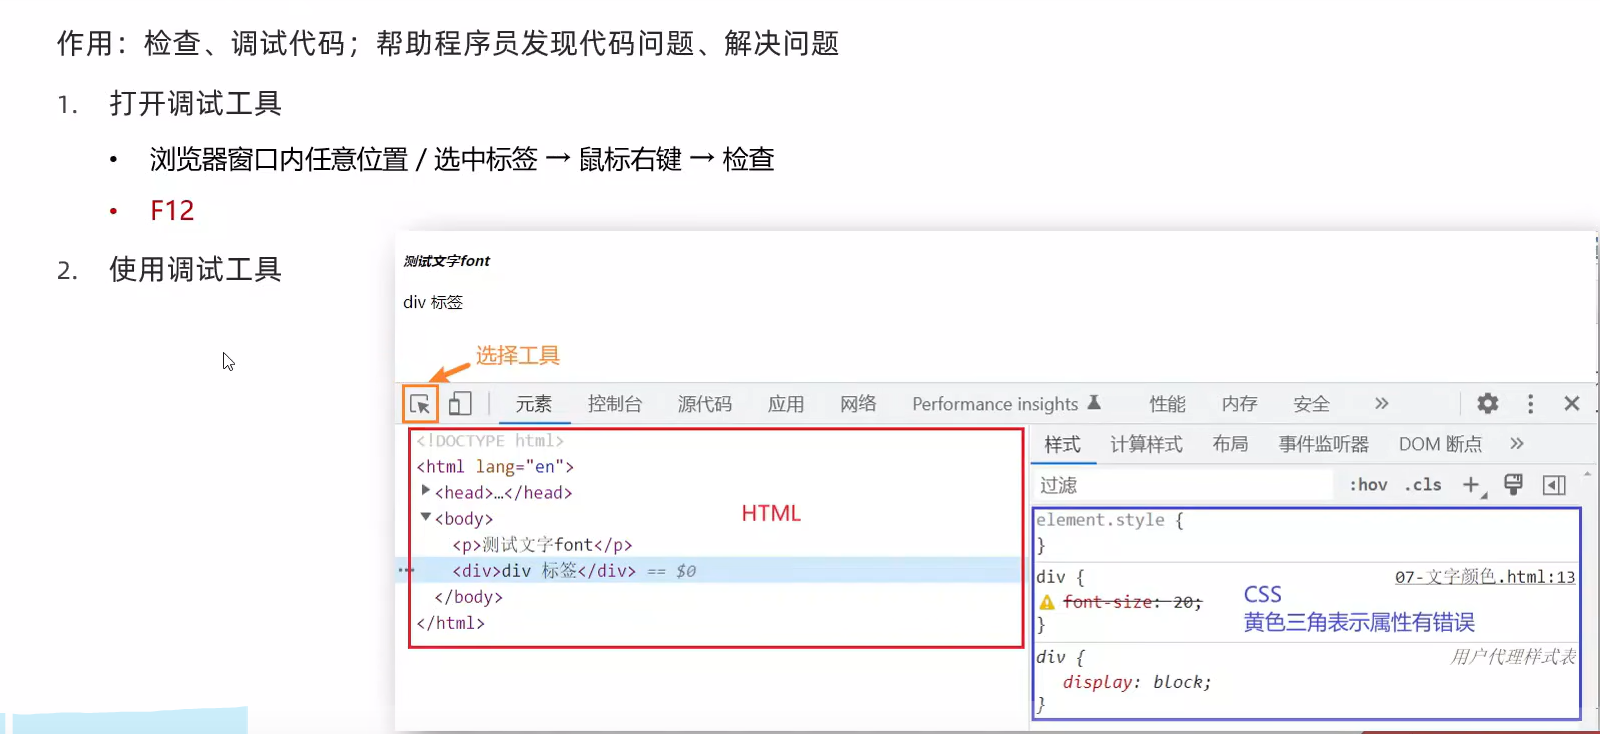 作用：检查、调试代码；帮助程序员发现代码问题、解决问题
1. 打开调试工具
• 浏览器窗口内任意位置 / 选中标签 → 鼠标右键 → 检查
• F12
2. 使用调试工具
测试文字font
div 标签
选择工具
元素 控制台 源代码 应用 网络 Performance insights 性能 内存 安全 »
<!DOCTYPE html>
<html lang="en">
<head>…</head>
<body>
<p>测试文字font</p>
<div>div 标签</div> == $0
</body>
</html>
HTML
样式 计算样式 布局 事件监听器 DOM 断点 »
过滤 :hov .cls +
element.style {
}
div { 07-文字颜色.html:13
font-size: 20;
}
CSS
黄色三角表示属性有错误
div { 用户代理样式表
display: block;
}